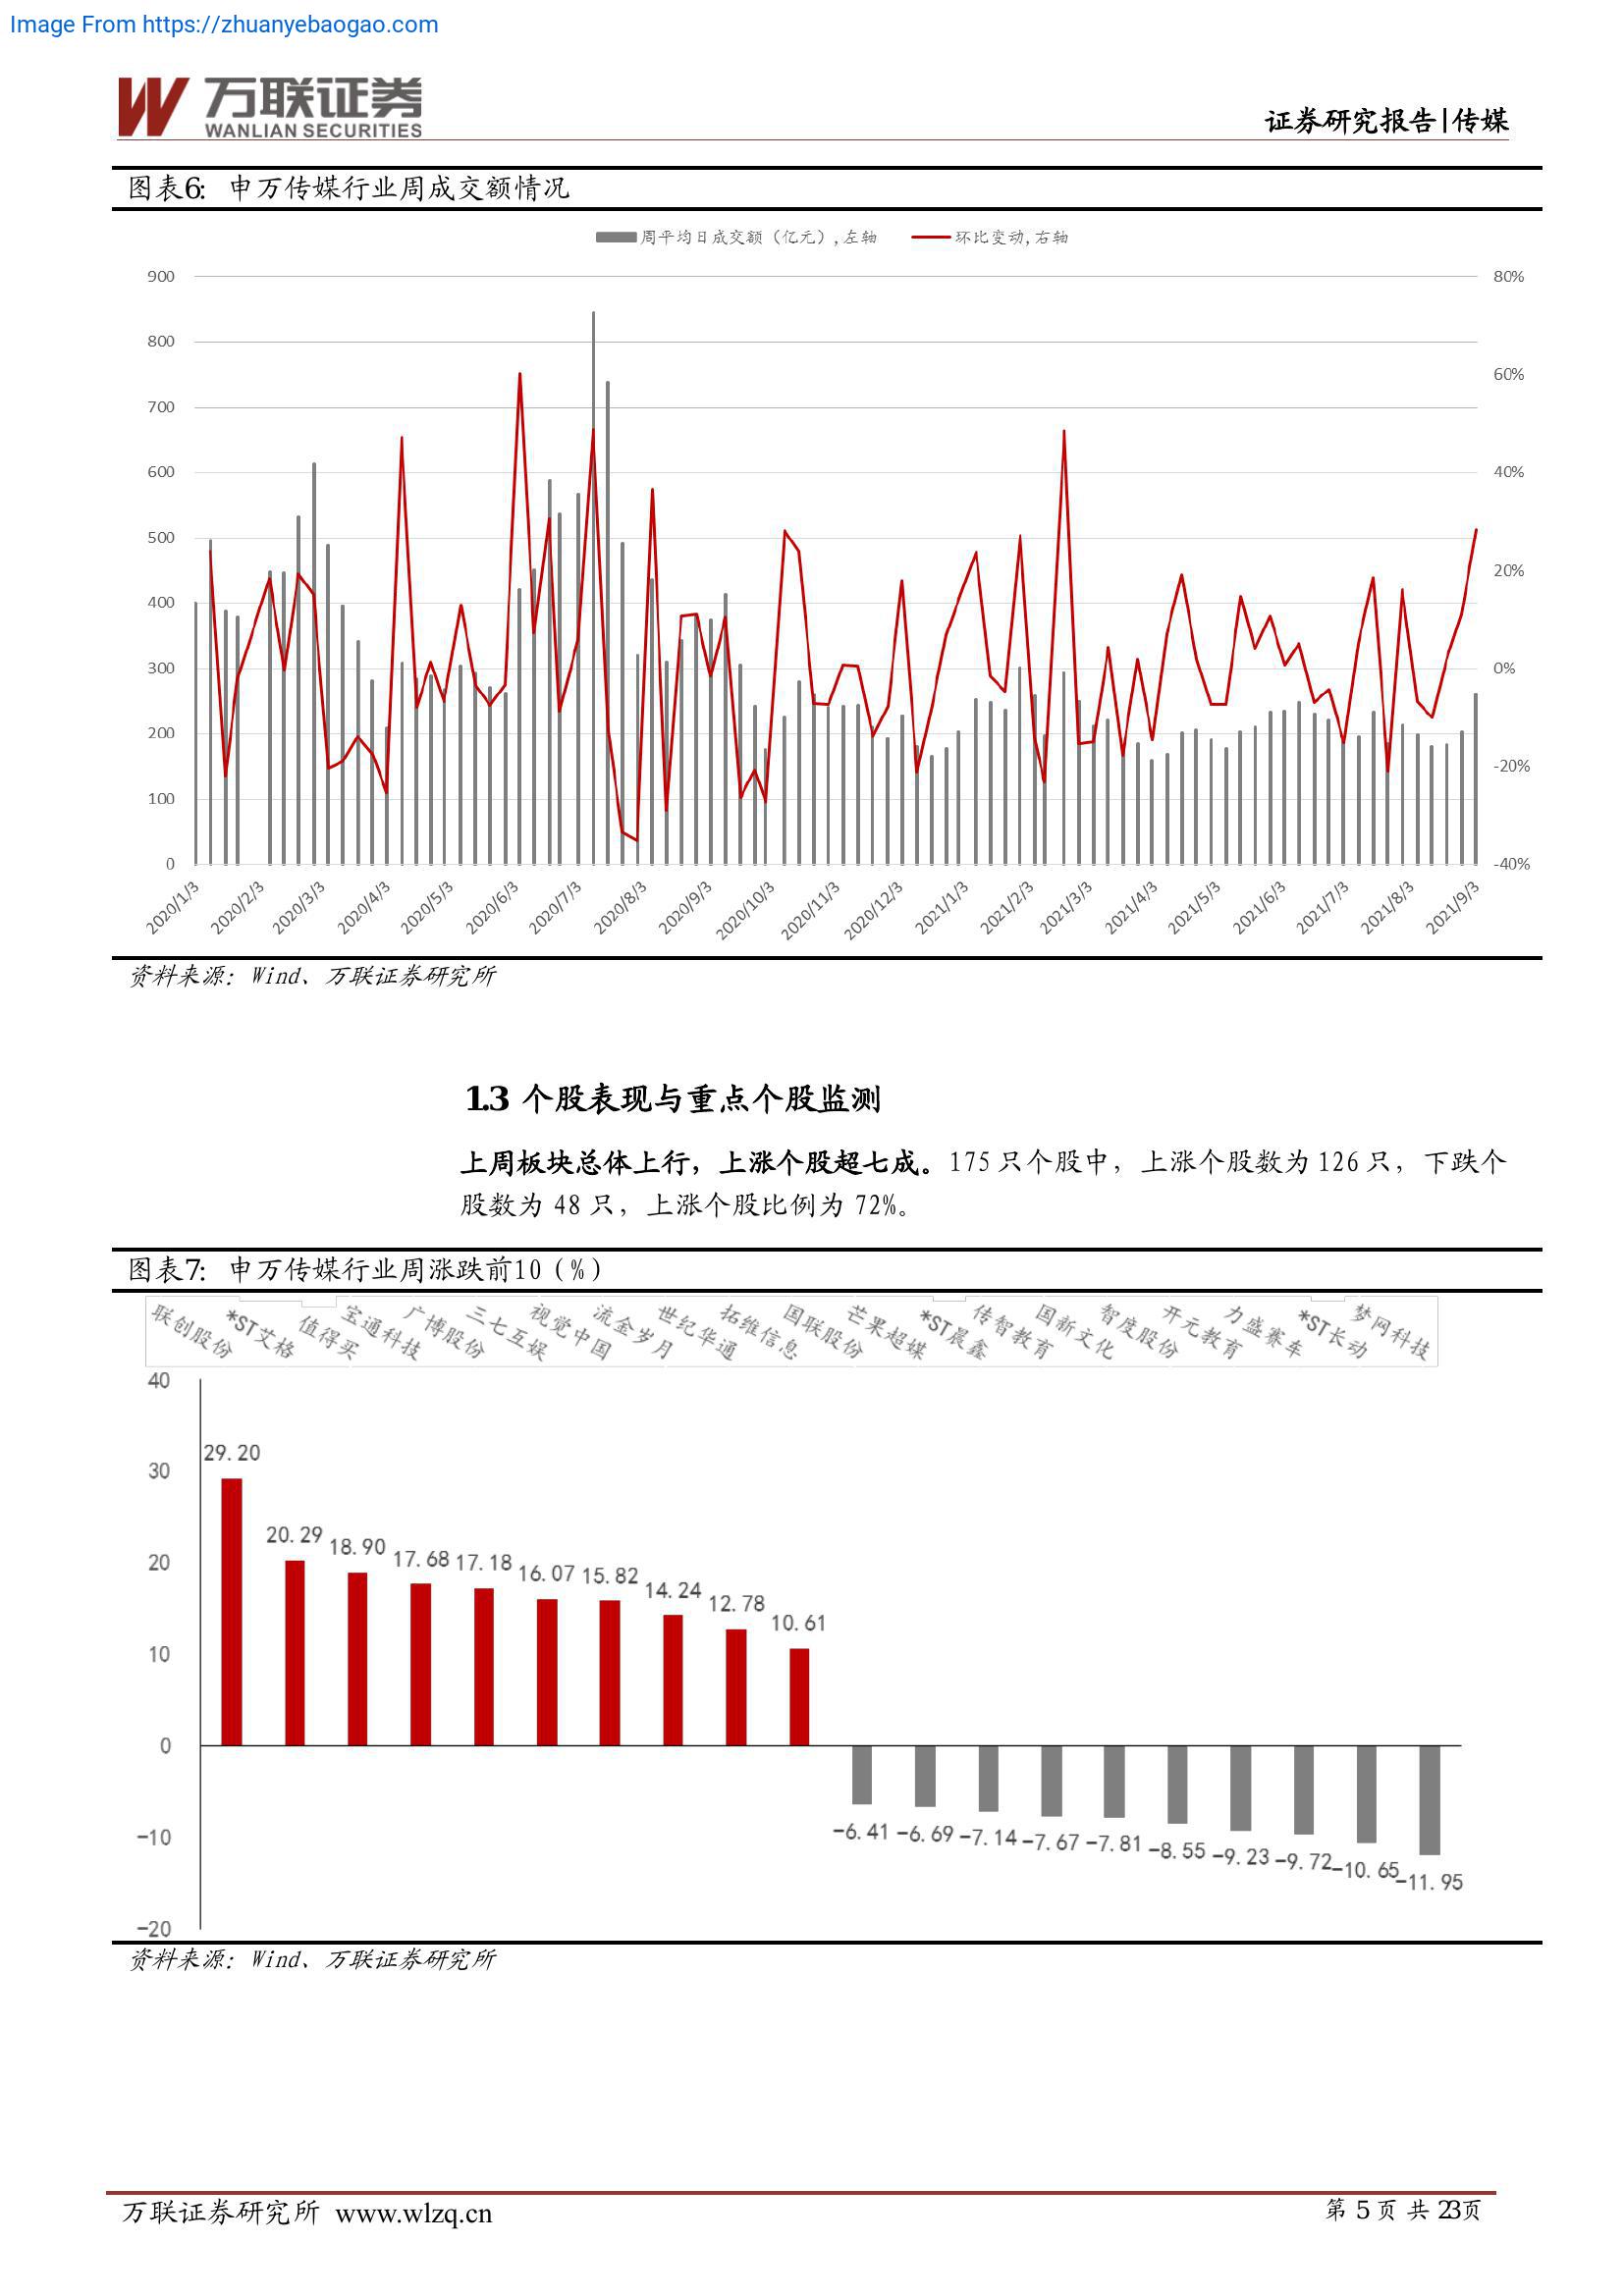 Image From https://zhuanyebaogao.com
万联证券
WANLIAN SECURITIES
证券研究报告|传媒
图表6: 申万传媒行业周成交额情况
周平均日成交额（亿元）,左轴 环比变动,右轴
900 80%
800
700 60%
600 40%
500
400 20%
300 0%
200 -20%
100
0 -40%
2020/1/3 2020/2/3 2020/3/3 2020/4/3 2020/5/3 2020/6/3 2020/7/3 2020/8/3 2020/9/3 2020/10/3 2020/11/3 2020/12/3 2021/1/3 2021/2/3 2021/3/3 2021/4/3 2021/5/3 2021/6/3 2021/7/3 2021/8/3 2021/9/3
资料来源：Wind、万联证券研究所
1.3 个股表现与重点个股监测
上周板块总体上行，上涨个股超七成。175 只个股中，上涨个股数为 126 只，下跌个
股数为 48 只，上涨个股比例为 72%。
图表7: 申万传媒行业周涨跌前10（%）
联创股份 *ST艾格 值得买 宝通科技 广博股份 三七互娱 视觉中国 流金岁月 世纪华通 拓维信息 国联股份 芒果超媒 *ST晨鑫 传智教育 国新文化 智度股份 开元教育 力盛赛车 *ST长动 梦网科技
40
29.20
30
20.29 18.90 17.68 17.18 16.07 15.82 14.24 12.78 10.61
20
10
0
-6.41 -6.69 -7.14 -7.67 -7.81 -8.55 -9.23 -9.72 -10.65 -11.95
-10
-20
资料来源：Wind、万联证券研究所
万联证券研究所 www.wlzq.cn
第 5 页 共 23页